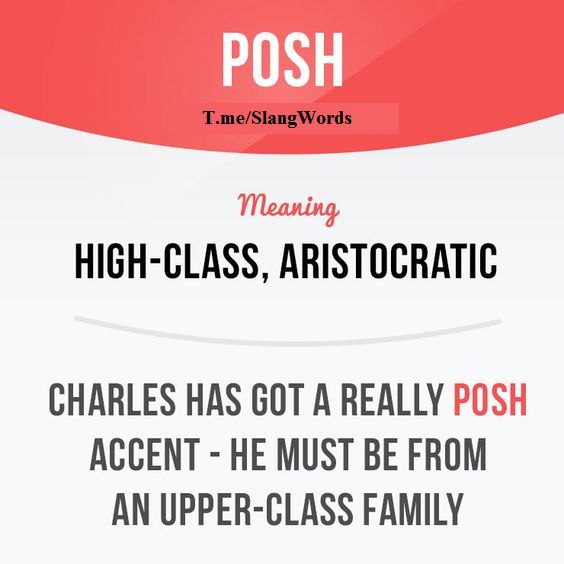 POSH
T.me/SlangWords
Meaning
HIGH-CLASS, ARISTOCRATIC
CHARLES HAS GOT A REALLY POSH
ACCENT - HE MUST BE FROM
AN UPPER-CLASS FAMILY